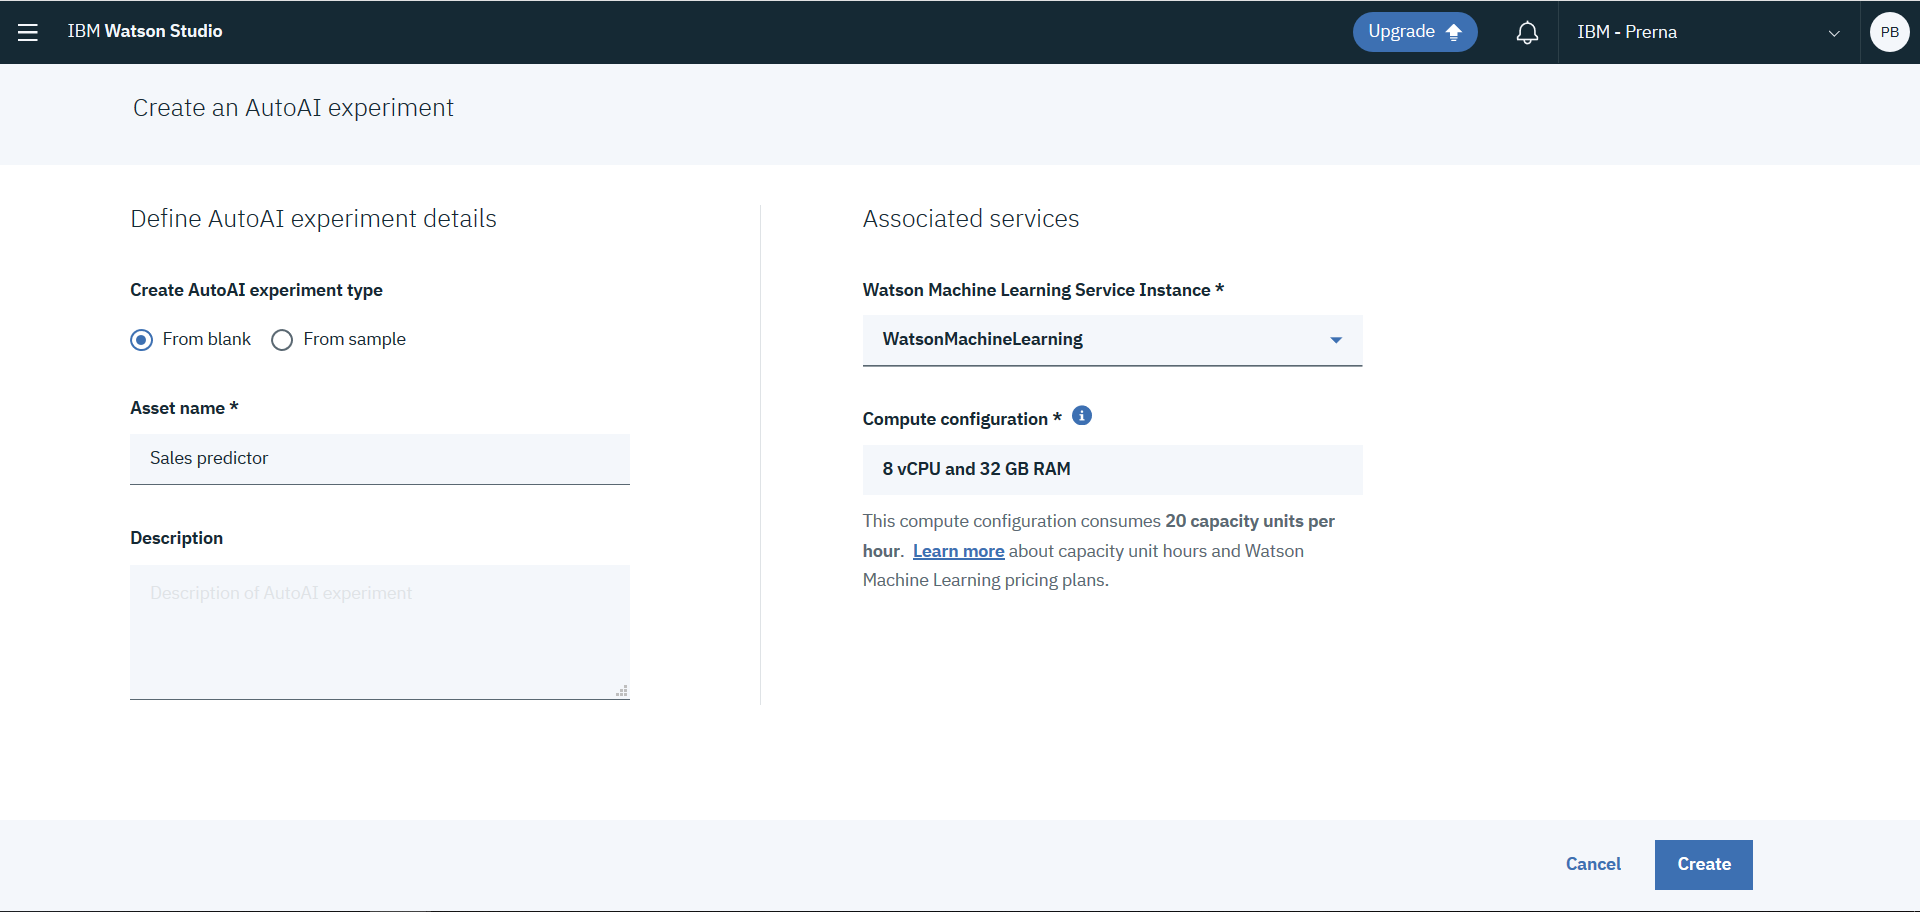 IBM Watson Studio
Upgrade
IBM - Prerna
PB
Create an AutoAI experiment
Define AutoAI experiment details
Create AutoAI experiment type
From blank
From sample
Asset name *
Sales predictor
Description
Description of AutoAI experiment
Associated services
Watson Machine Learning Service Instance *
WatsonMachineLearning
Compute configuration *
8 vCPU and 32 GB RAM
This compute configuration consumes 20 capacity units per
hour. Learn more about capacity unit hours and Watson
Machine Learning pricing plans.
Cancel
Create